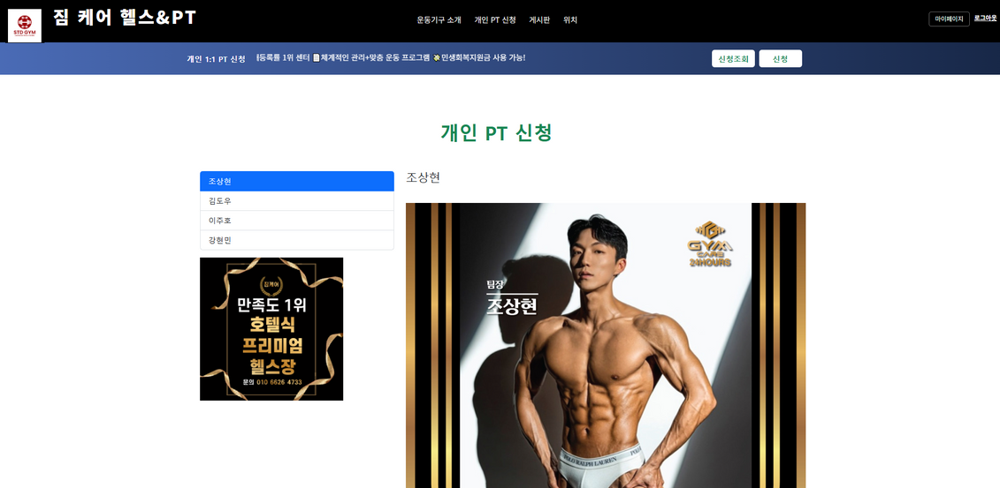 STD GYM
짐 케어 헬스&PT
운동기구 소개 개인 PT 신청 게시판 위치
마이페이지 로그아웃
개인 1:1 PT 신청
등록률 1위 센터 📋체계적인 관리+맞춤 운동 프로그램 💸민생회복지원금 사용 가능!
신청조회 신청
개인 PT 신청
조상현
김도우
이주호
강현민
짐케어
만족도 1위
호텔식
프리미엄
헬스장
문의 010 6626 4733
조상현
GYM
CARE
24HOURS
팀장
조상현
POLO RALPH LAUREN